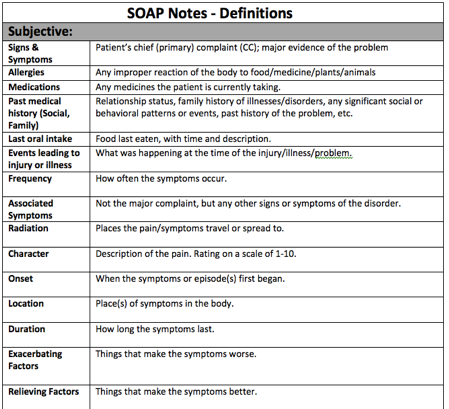 SOAP Notes - Definitions
Subjective:
Signs & Symptoms Patient's chief (primary) complaint (CC); major evidence of the problem
Allergies Any improper reaction of the body to food/medicine/plants/animals
Medications Any medicines the patient is currently taking.
Past medical history (Social, Family) Relationship status, family history of illnesses/disorders, any significant social or behavioral patterns or events, past history of the problem, etc.
Last oral intake Food last eaten, with time and description.
Events leading to injury or illness What was happening at the time of the injury/illness/problem.
Frequency How often the symptoms occur.
Associated Symptoms Not the major complaint, but any other signs or symptoms of the disorder.
Radiation Places the pain/symptoms travel or spread to.
Character Description of the pain. Rating on a scale of 1-10.
Onset When the symptoms or episode(s) first began.
Location Place(s) of symptoms in the body.
Duration How long the symptoms last.
Exacerbating Factors Things that make the symptoms worse.
Relieving Factors Things that make the symptoms better.